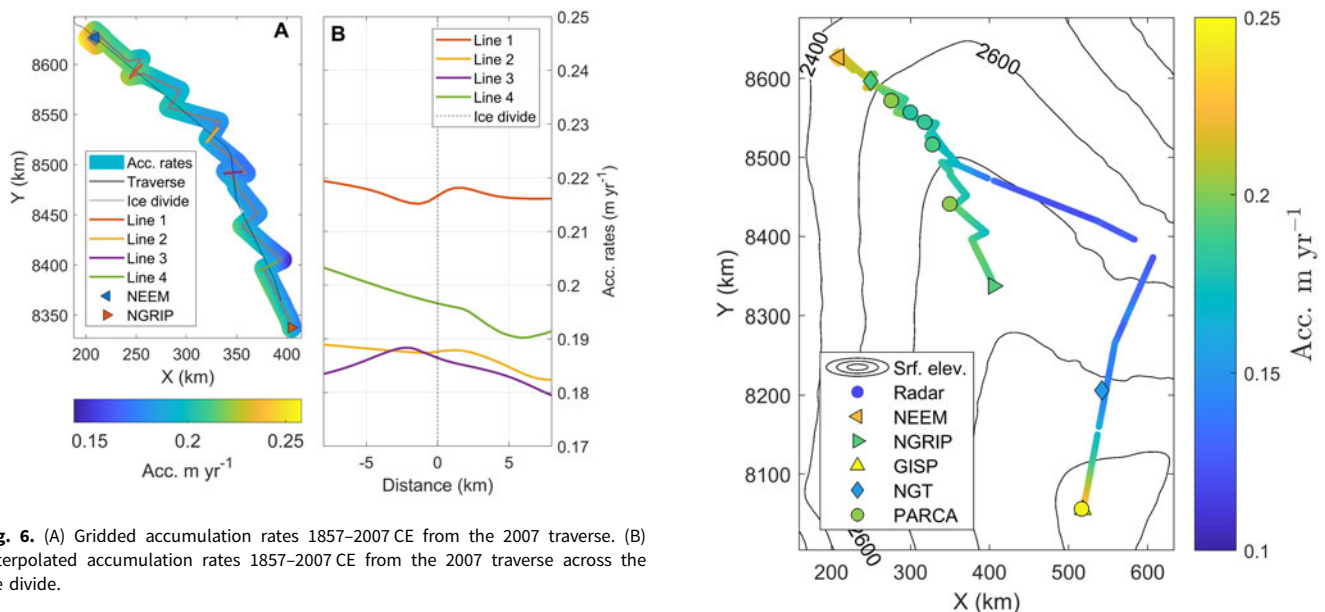 A
8600
8550
8500
8450
8400
8350
Y (km)
Acc. rates
Traverse
Ice divide
Line 1
Line 2
Line 3
Line 4
NEEM
NGRIP
200
250
300
350
400
X (km)
0.15
0.2
0.25
Acc. m yr-1
B
Line 1
Line 2
Line 3
Line 4
Ice divide
0.25
0.24
0.23
0.22
0.21
0.2
0.19
0.18
0.17
Acc. rates (m yr-1)
-5
0
5
Distance (km)
g. 6. (A) Gridded accumulation rates 1857–2007 CE from the 2007 traverse. (B)
terpolated accumulation rates 1857–2007 CE from the 2007 traverse across the
e divide.
8600
8500
8400
8300
8200
8100
Y (km)
2400
2600
2600
Srf. elev.
Radar
NEEM
NGRIP
GISP
NGT
PARCA
200
300
400
500
600
X (km)
0.25
0.2
0.15
0.1
Acc. m yr−1